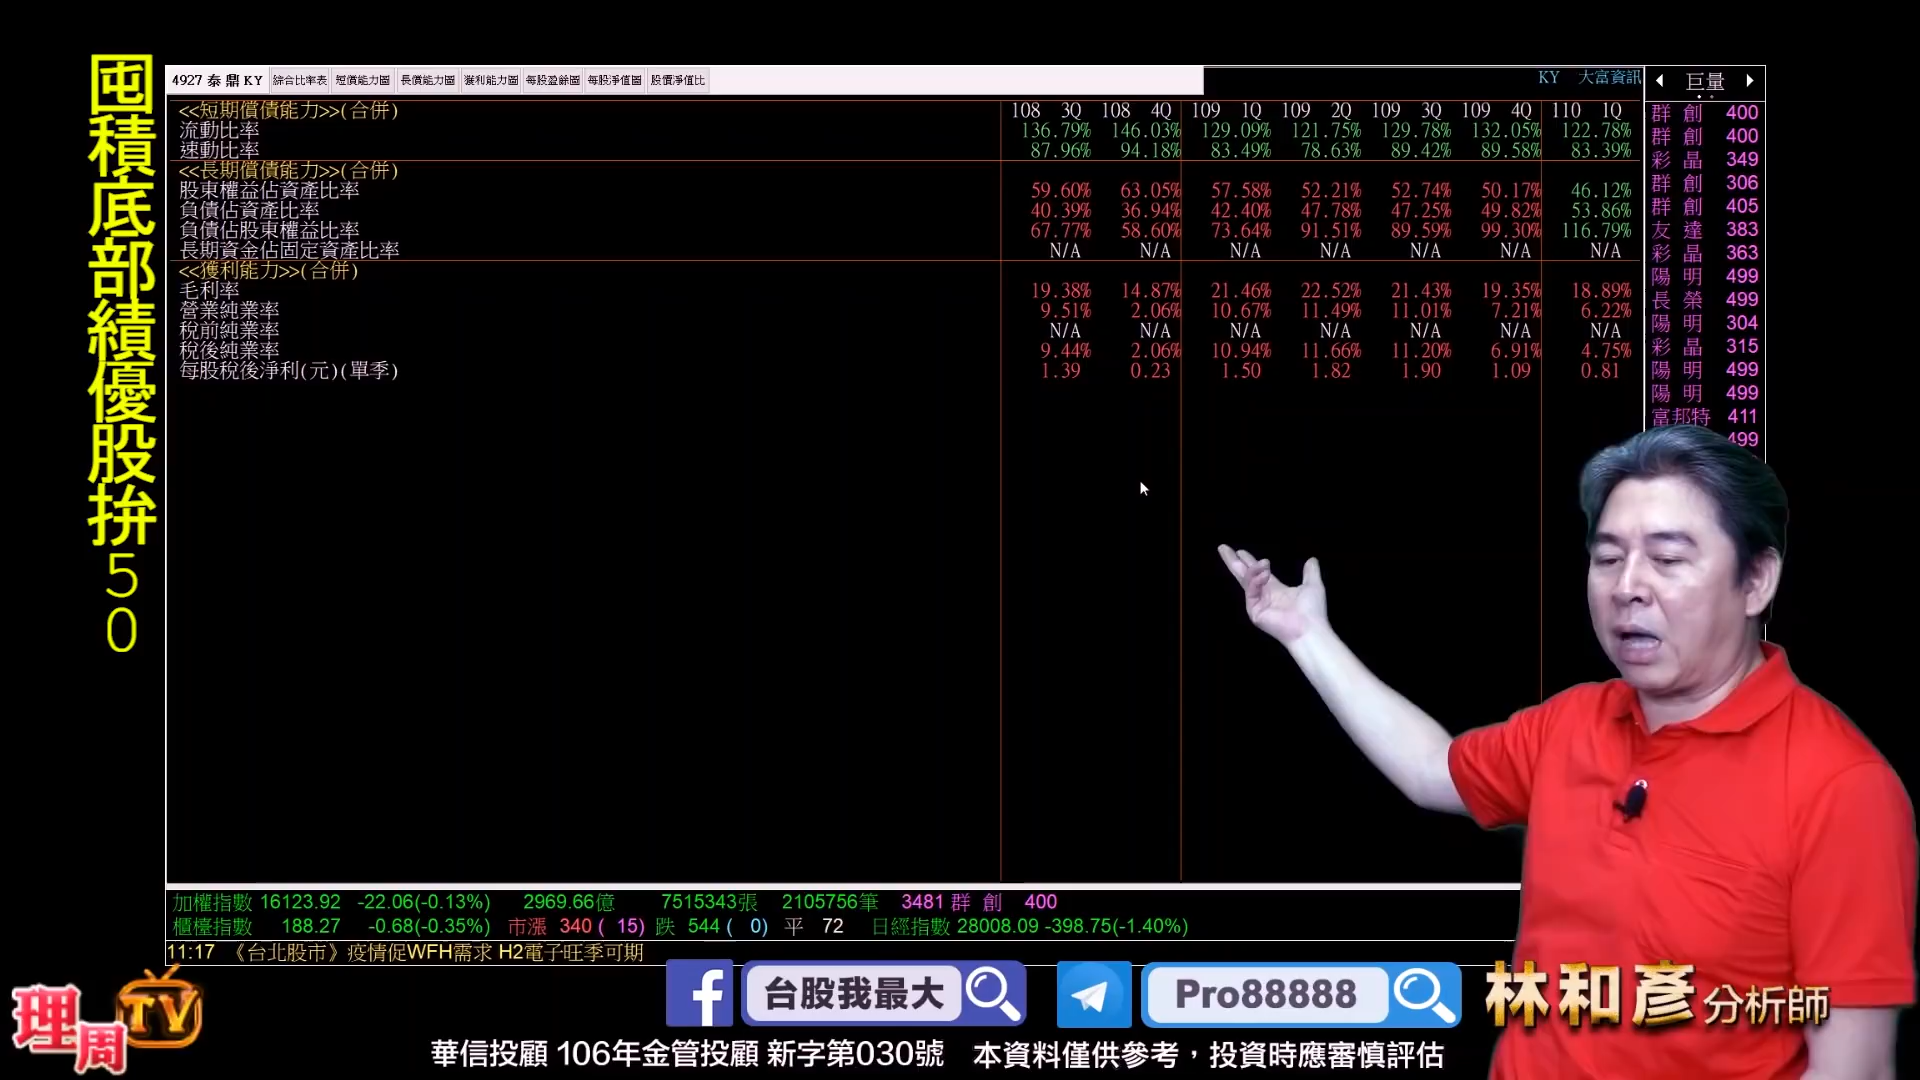 囤積底部績優股拚50
4927 泰鼎KY 綜合比率表 短償能力圖 長償能力圖 獲利能力圖 每股盈餘圖 每股淨值圖 股價淨值比
KY 大富資訊
巨量
<<短期償債能力>>(合併) 108 3Q 108 4Q 109 1Q 109 2Q 109 3Q 109 4Q 110 1Q
流動比率 136.79% 146.03% 129.09% 121.75% 129.78% 132.05% 122.78%
速動比率 87.96% 94.18% 83.49% 78.63% 89.42% 89.58% 83.39%
<<長期償債能力>>(合併)
股東權益佔資產比率 59.60% 63.05% 57.58% 52.21% 52.74% 50.17% 46.12%
負債佔資產比率 40.39% 36.94% 42.40% 47.78% 47.25% 49.82% 53.86%
負債佔股東權益比率 67.77% 58.60% 73.64% 91.51% 89.59% 99.30% 116.79%
長期資金佔固定資產比率 N/A N/A N/A N/A N/A N/A N/A
<<獲利能力>>(合併)
毛利率 19.38% 14.87% 21.46% 22.52% 21.43% 19.35% 18.89%
營業純業率 9.51% 2.06% 10.67% 11.49% 11.01% 7.21% 6.22%
稅前純業率 N/A N/A N/A N/A N/A N/A N/A
稅後純業率 9.44% 2.06% 10.94% 11.66% 11.20% 6.91% 4.75%
每股稅後淨利(元)(單季) 1.39 0.23 1.50 1.82 1.90 1.09 0.81
群創 400
群創 400
彩晶 349
群創 306
群創 405
友達 383
彩晶 363
陽明 499
長榮 499
陽明 304
彩晶 315
陽明 499
陽明 499
富邦特 411
499
加權指數 16123.92 -22.06(-0.13%) 2969.66億 7515343張 2105756筆 3481 群創 400
櫃檯指數 188.27 -0.68(-0.35%) 市漲 340( 15) 跌 544( 0) 平 72 日經指數 28008.09 -398.75(-1.40%)
11:17 《台北股市》疫情促WFH需求 H2電子旺季可期
理周TV
f 台股我最大
Pro88888
林和彥分析師
華信投顧 106年金管投顧 新字第030號 本資料僅供參考，投資時應審慎評估